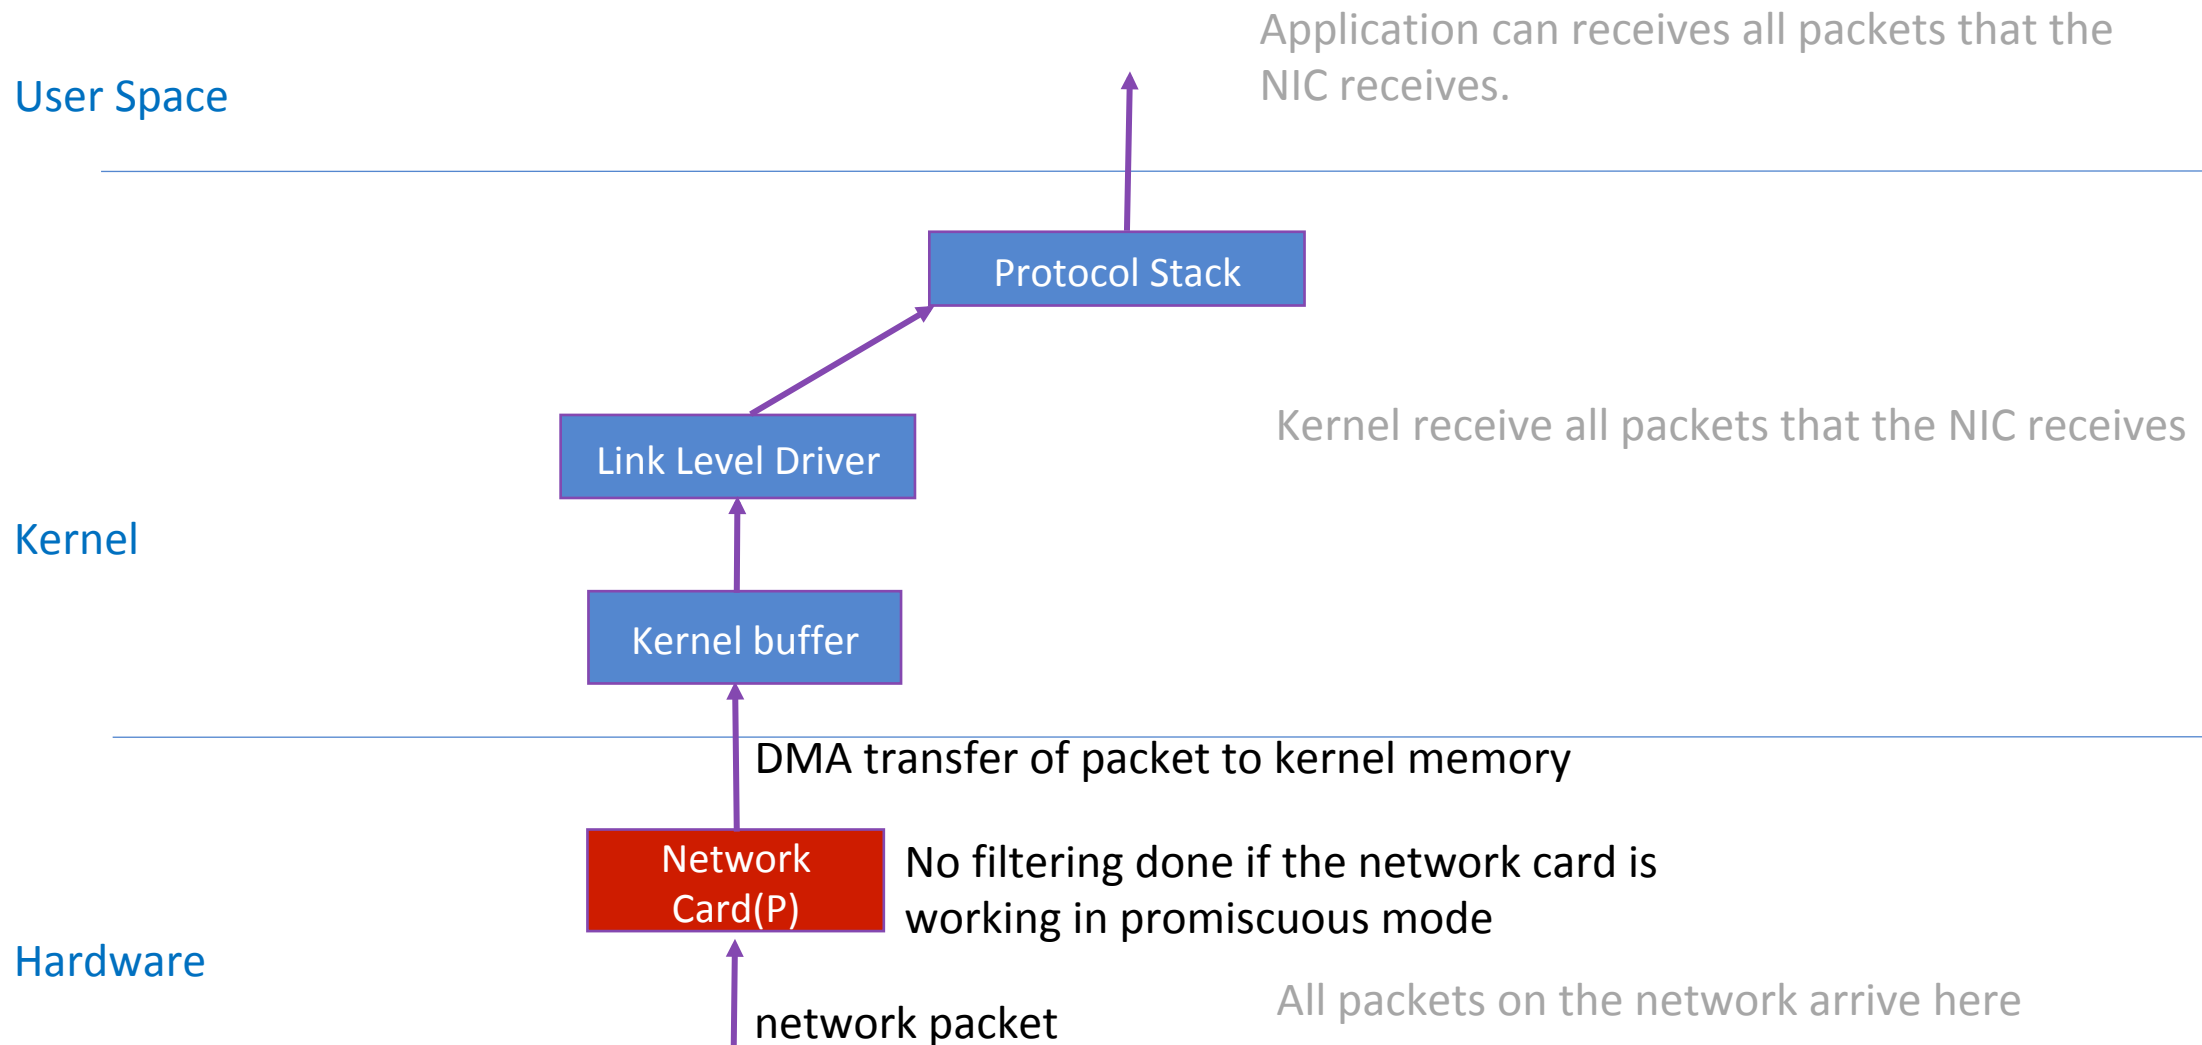 Application can receives all packets that the
NIC receives.
User Space
Protocol Stack
Kernel receive all packets that the NIC receives
Link Level Driver
Kernel
Kernel buffer
DMA transfer of packet to kernel memory
Network
Card(P)
No filtering done if the network card is
working in promiscuous mode
Hardware
All packets on the network arrive here
network packet